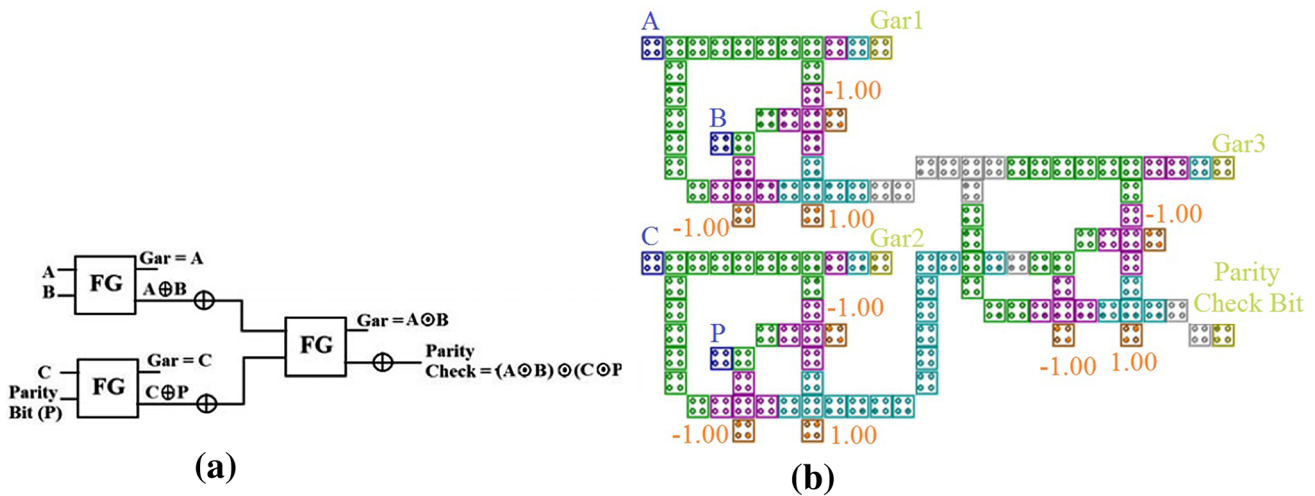 A
B
FG
Gar = A
A⊕B
C
Parity
Bit (P)
FG
Gar = C
C⊕P
FG
Gar = A⊙B
Parity
Check = (A⊙B)⊙(C⊙P
(a)
A
Gar1
-1.00
B
-1.00
1.00
C
Gar2
-1.00
P
-1.00
1.00
Gar3
-1.00
Parity
Check Bit
-1.00
1.00
(b)